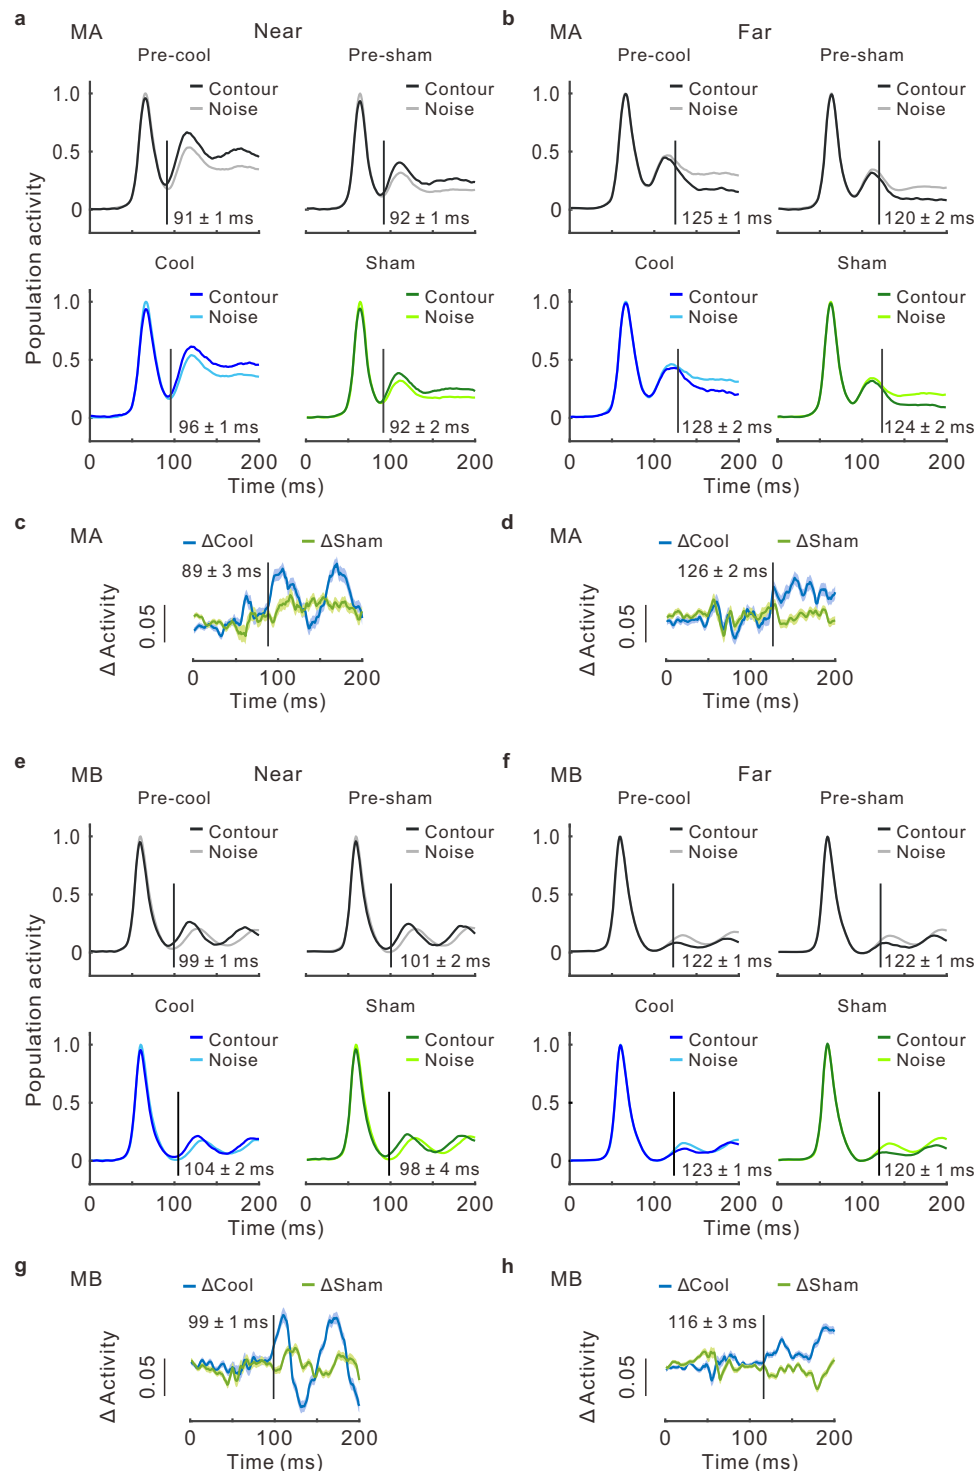 a MA Near
Pre-cool Pre-sham
Population activity
1.0
0.5
0
Contour
Noise
91 ± 1 ms
Contour
Noise
92 ± 1 ms
Cool Sham
1.0
0.5
0
Contour
Noise
96 ± 1 ms
Contour
Noise
92 ± 2 ms
0 100 200 0 100 200
Time (ms) Time (ms)
b MA Far
Pre-cool Pre-sham
1.0
0.5
0
Contour
Noise
125 ± 1 ms
Contour
Noise
120 ± 2 ms
Cool Sham
1.0
0.5
0
Contour
Noise
128 ± 2 ms
Contour
Noise
124 ± 2 ms
0 100 200 0 100 200
Time (ms) Time (ms)
c MA
ΔCool ΔSham
89 ± 3 ms
Δ Activity
0.05
0 100 200
Time (ms)
d MA
ΔCool ΔSham
126 ± 2 ms
Δ Activity
0.05
0 100 200
Time (ms)
e MB Near
Pre-cool Pre-sham
Population activity
1.0
0.5
0
Contour
Noise
99 ± 1 ms
Contour
Noise
101 ± 2 ms
Cool Sham
1.0
0.5
0
Contour
Noise
104 ± 2 ms
Contour
Noise
98 ± 4 ms
0 100 200 0 100 200
Time (ms) Time (ms)
f MB Far
Pre-cool Pre-sham
1.0
0.5
0
Contour
Noise
122 ± 1 ms
Contour
Noise
122 ± 1 ms
Cool Sham
1.0
0.5
0
Contour
Noise
123 ± 1 ms
Contour
Noise
120 ± 1 ms
0 100 200 0 100 200
Time (ms) Time (ms)
g MB
ΔCool ΔSham
99 ± 1 ms
Δ Activity
0.05
0 100 200
Time (ms)
h MB
ΔCool ΔSham
116 ± 3 ms
Δ Activity
0.05
0 100 200
Time (ms)